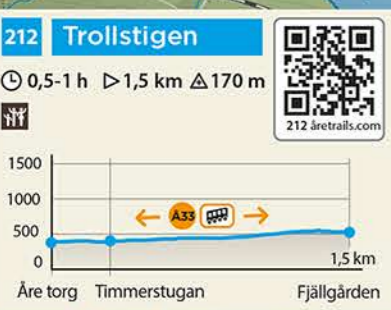 212 Trollstigen
0,5-1 h 1,5 km 170 m
212 åretrails.com
1500
1000
500
0
A33
1,5 km
Åre torg Timmerstugan Fjällgården